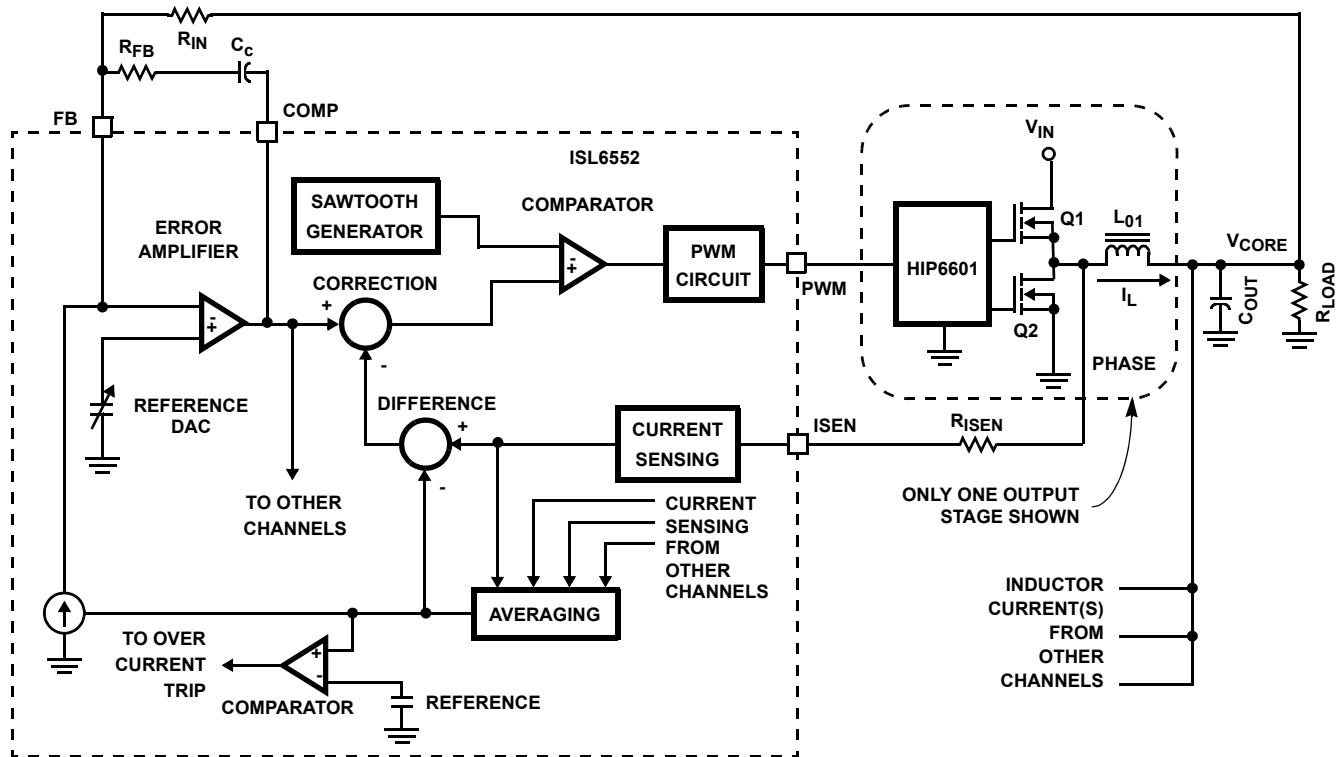 R_IN
R_FB
C_c
FB
COMP
ISL6552
ERROR
AMPLIFIER
SAWTOOTH
GENERATOR
COMPARATOR
CORRECTION
+
-
-
+
PWM
CIRCUIT
PWM
-
+
REFERENCE
DAC
TO OTHER
CHANNELS
DIFFERENCE
+
-
CURRENT
SENSING
ISEN
R_ISEN
CURRENT
SENSING
FROM
OTHER
CHANNELS
AVERAGING
TO OVER
CURRENT
TRIP
+
-
COMPARATOR
REFERENCE
V_IN
Q1
HIP6601
Q2
L_01
I_L
PHASE
V_CORE
C_OUT
R_LOAD
ONLY ONE OUTPUT
STAGE SHOWN
INDUCTOR
CURRENT(S)
FROM
OTHER
CHANNELS